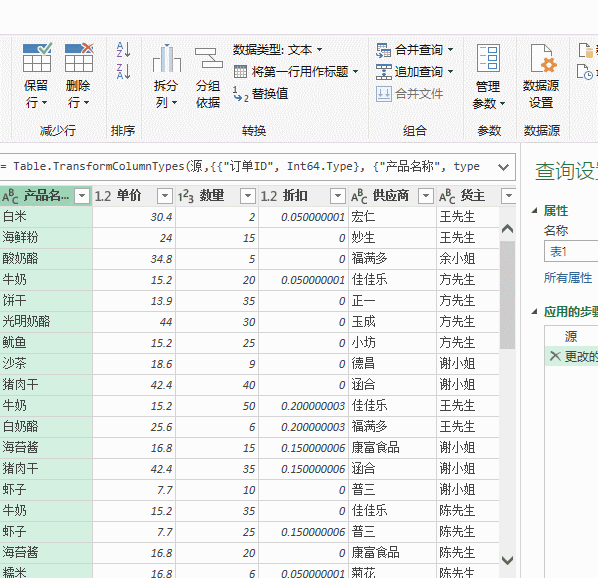 保留行
删除行
减少行
A Z
Z A
排序
拆分列
分组依据
数据类型: 文本
将第一行用作标题
1 2 替换值
转换
合并查询
追加查询
合并文件
组合
管理参数
参数
数据源设置
数据源
= Table.TransformColumnTypes(源,{{"订单ID", Int64.Type}, {"产品名称", type
ABC 产品名... 1.2 单价 123 数量 1.2 折扣 ABC 供应商 ABC 货主
白米 30.4 2 0.050000001 宏仁 王先生
海鲜粉 24 15 0 妙生 王先生
酸奶酪 34.8 5 0 福满多 余小姐
牛奶 15.2 20 0.050000001 佳佳乐 方先生
饼干 13.9 35 0 正一 方先生
光明奶酪 44 30 0 玉成 方先生
鱿鱼 15.2 25 0 小坊 方先生
沙茶 18.6 9 0 德昌 谢小姐
猪肉干 42.4 40 0 涵合 谢小姐
牛奶 15.2 50 0.200000003 佳佳乐 王先生
白奶酪 25.6 6 0.200000003 福满多 王先生
海苔酱 16.8 15 0.150000006 康富食品 谢小姐
猪肉干 42.4 35 0.150000006 涵合 谢小姐
虾子 7.7 10 0 普三 谢小姐
牛奶 15.2 35 0 佳佳乐 陈先生
虾子 7.7 25 0.150000006 普三 陈先生
海苔酱 16.8 20 0 康富食品 陈先生
糯米 16.8 6 0.050000001 菊花 陈先生
查询设
属性
名称
表1
所有属性
应用的步
源
更改的